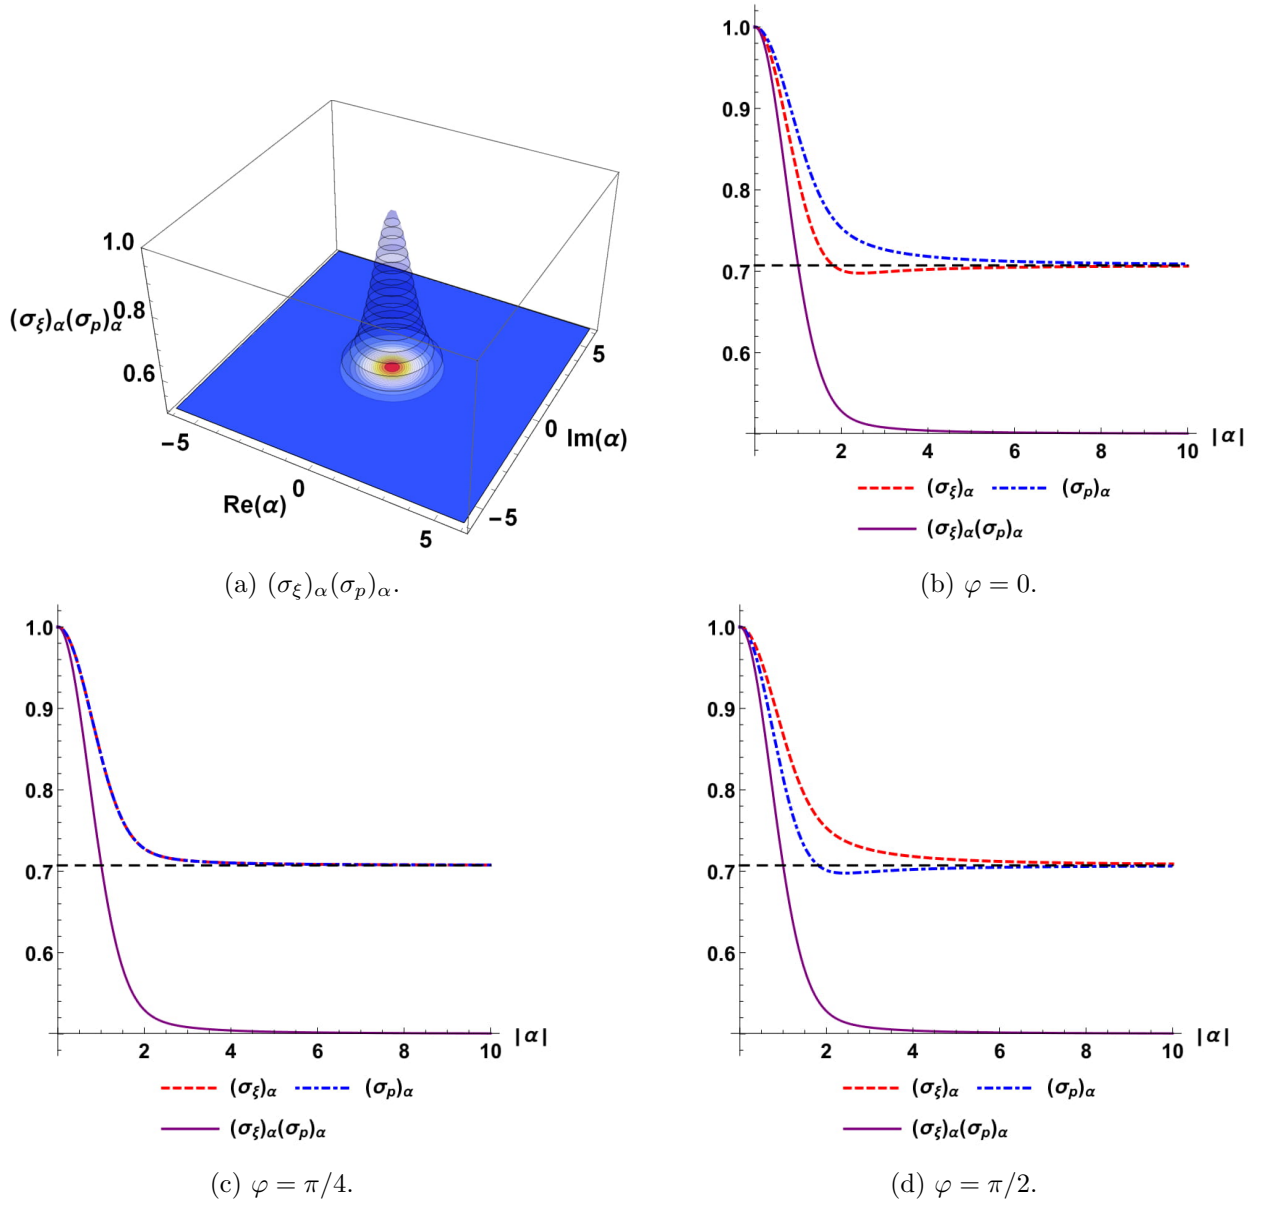 1.0
(σξ)α(σp)α
0.8
0.6
−5
Re(α)
0
5
5
0
Im(α)
−5
(a) (σξ)α(σp)α.
1.0
0.9
0.8
0.7
0.6
2 4 6 8 10
|α|
(σξ)α (σp)α
(σξ)α(σp)α
(b) φ = 0.
1.0
0.9
0.8
0.7
0.6
2 4 6 8 10
|α|
(σξ)α (σp)α
(σξ)α(σp)α
(c) φ = π/4.
1.0
0.9
0.8
0.7
0.6
2 4 6 8 10
|α|
(σξ)α (σp)α
(σξ)α(σp)α
(d) φ = π/2.